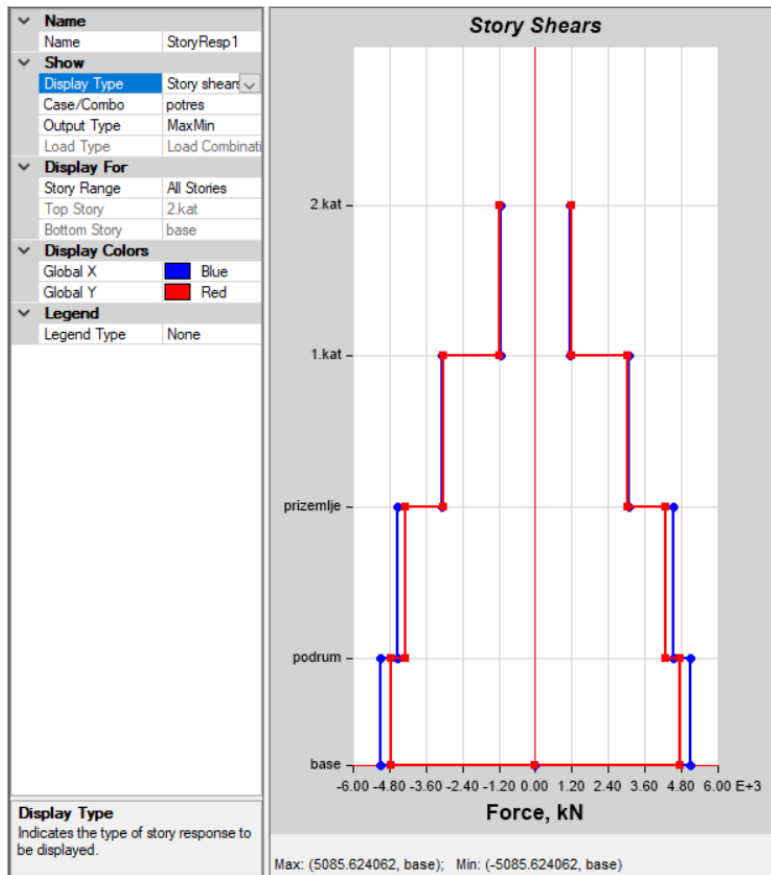 Name
Name StoryResp1
Show
Display Type Story shears
Case/Combo potres
Output Type MaxMin
Load Type Load Combinati
Display For
Story Range All Stories
Top Story 2.kat
Bottom Story base
Display Colors
Global X Blue
Global Y Red
Legend
Legend Type None
Display Type
Indicates the type of story response to
be displayed.
Story Shears
2.kat
1.kat
prizemlje
podrum
base
-6.00 -4.80 -3.60 -2.40 -1.20 0.00 1.20 2.40 3.60 4.80 6.00 E+3
Force, kN
Max: (5085.624062, base); Min: (-5085.624062, base)